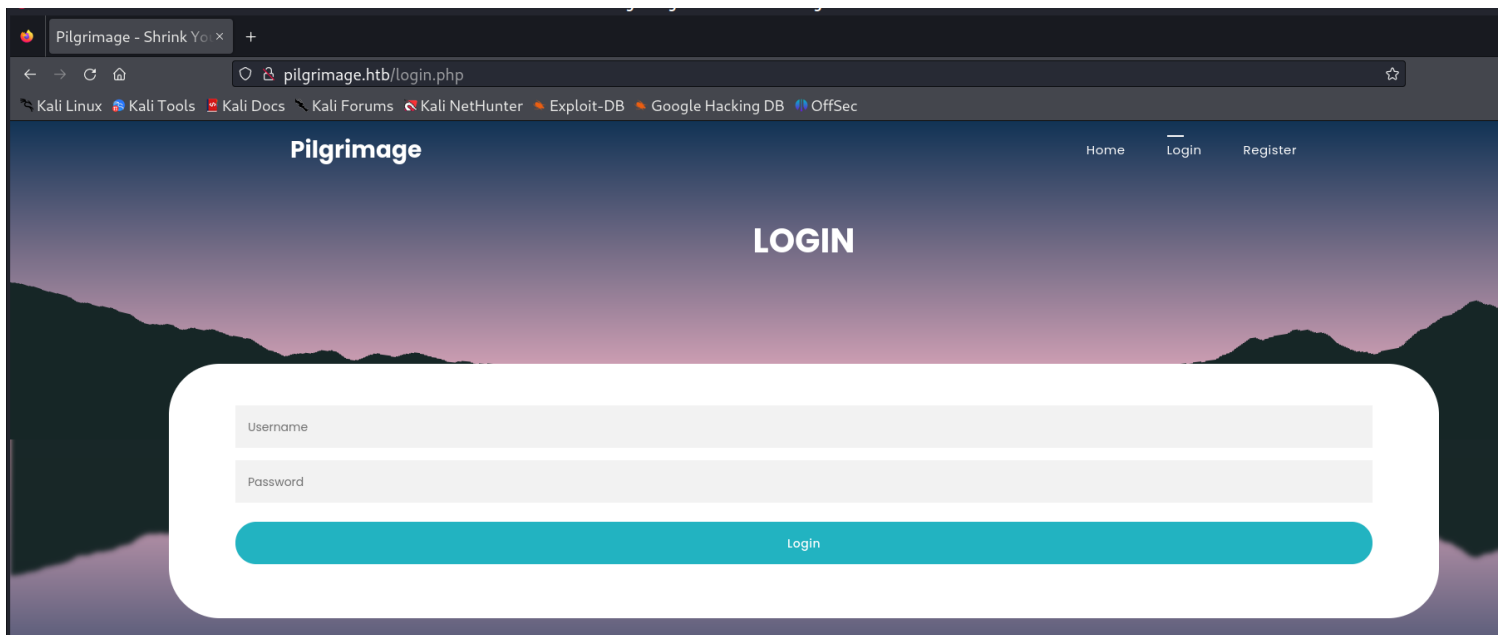 Pilgrimage - Shrink Yo
pilgrimage.htb/login.php
Kali Linux Kali Tools Kali Docs Kali Forums Kali NetHunter Exploit-DB Google Hacking DB OffSec
Pilgrimage Home Login Register
LOGIN
Username
Password
Login